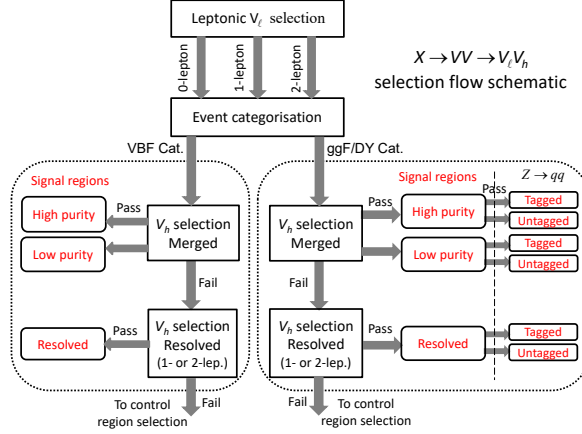 Leptonic Vℓ selection
0-lepton
1-lepton
2-lepton
X → VV → VℓVh
selection flow schematic
Event categorisation
VBF Cat.
ggF/DY Cat.
Signal regions
Pass
High purity
Low purity
Vh selection
Merged
Fail
Resolved
Pass
Vh selection
Resolved
(1- or 2-lep.)
Fail
To control
region selection
Signal regions
Z → qq
Vh selection
Merged
Pass
High purity
Low purity
Pass
Tagged
Untagged
Tagged
Untagged
Fail
Vh selection
Resolved
(1- or 2-lep.)
Pass
Resolved
Tagged
Untagged
Fail
To control
region selection